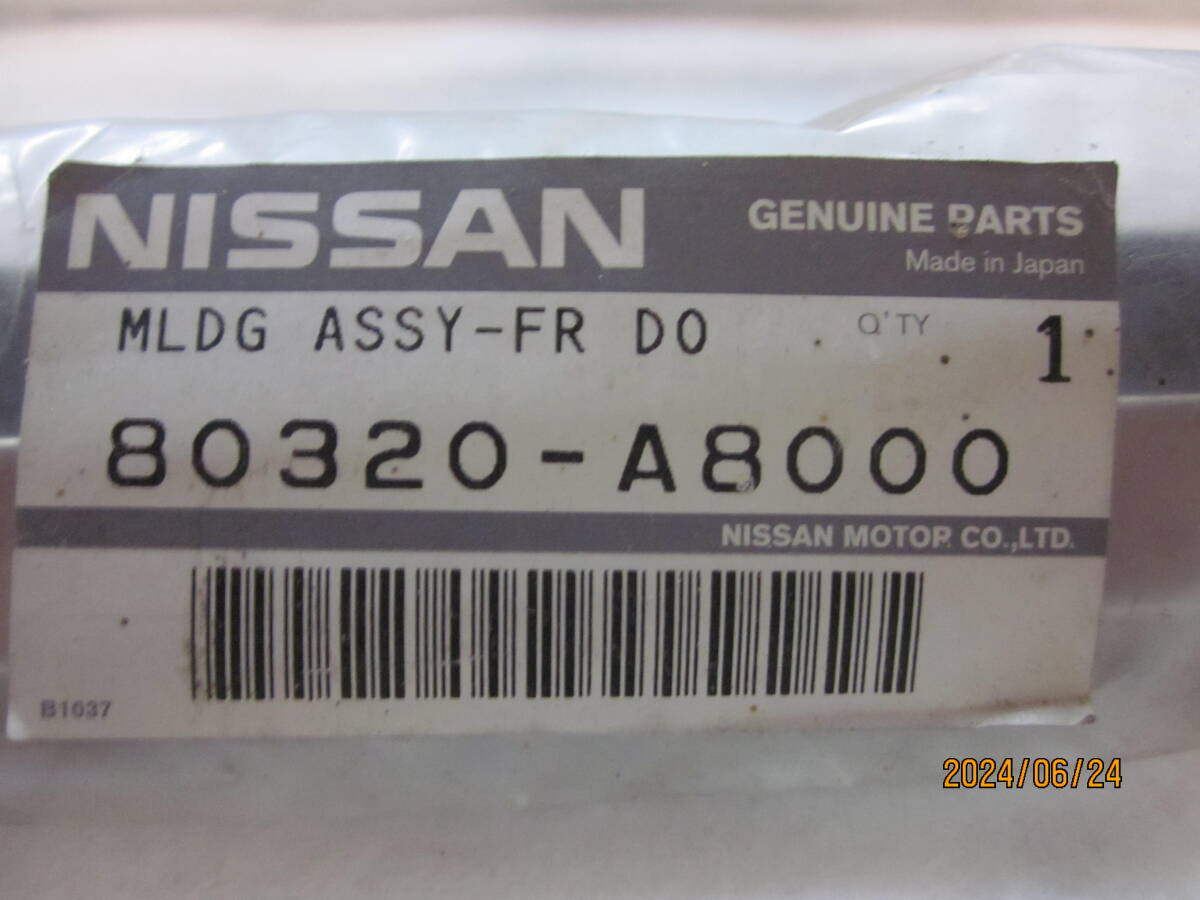 NISSAN
GENUINE PARTS
Made in Japan
MLDG ASSY-FR DO
Q'TY 1
80320-A8000
NISSAN MOTOR CO.,LTD.
B1037
2024/06/24